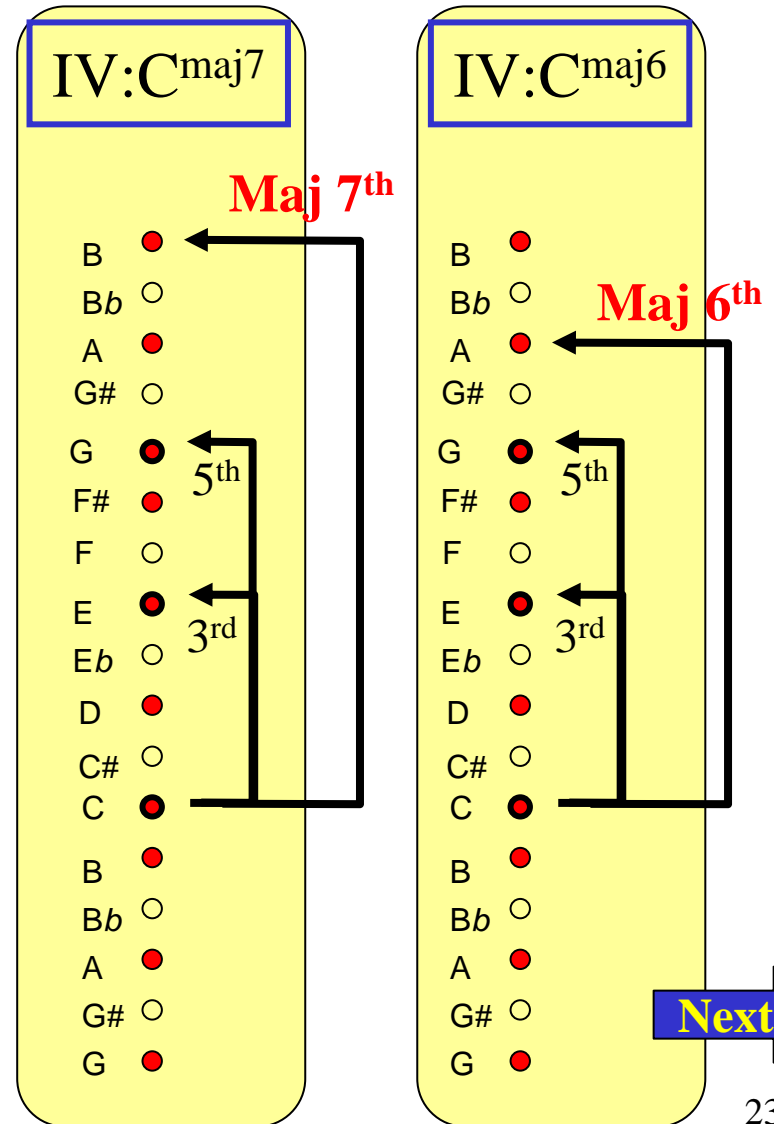 IV:Cmaj7
Maj 7th
B
Bb
A
G#
G
5th
F#
F
E
3rd
Eb
D
C#
C
B
Bb
A
G#
G
IV:Cmaj6
B
Bb
Maj 6th
A
G#
G
5th
F#
F
E
3rd
Eb
D
C#
C
B
Bb
A
G#
G
Next
23